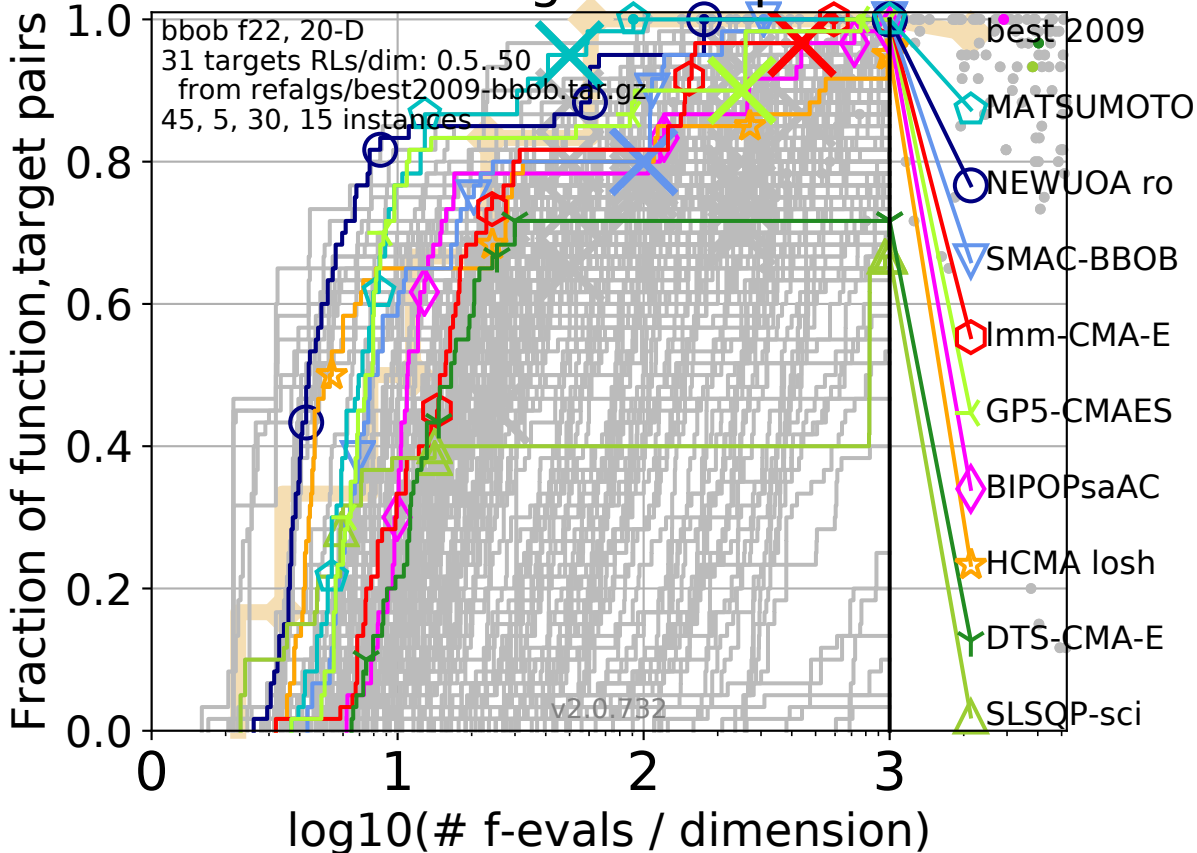 bbob f22, 20-D
31 targets RLs/dim: 0.5..50
from refalgs/best2009-bbob.tar.gz
45, 5, 30, 15 instances
Fraction of function,target pairs
1.0
0.8
0.6
0.4
0.2
0.0
0
1
2
3
log10(# f-evals / dimension)
v2.0.732
best 2009
MATSUMOTO
NEWUOA ro
SMAC-BBOB
lmm-CMA-E
GP5-CMAES
BIPOPsaAC
HCMA losh
DTS-CMA-E
SLSQP-sci